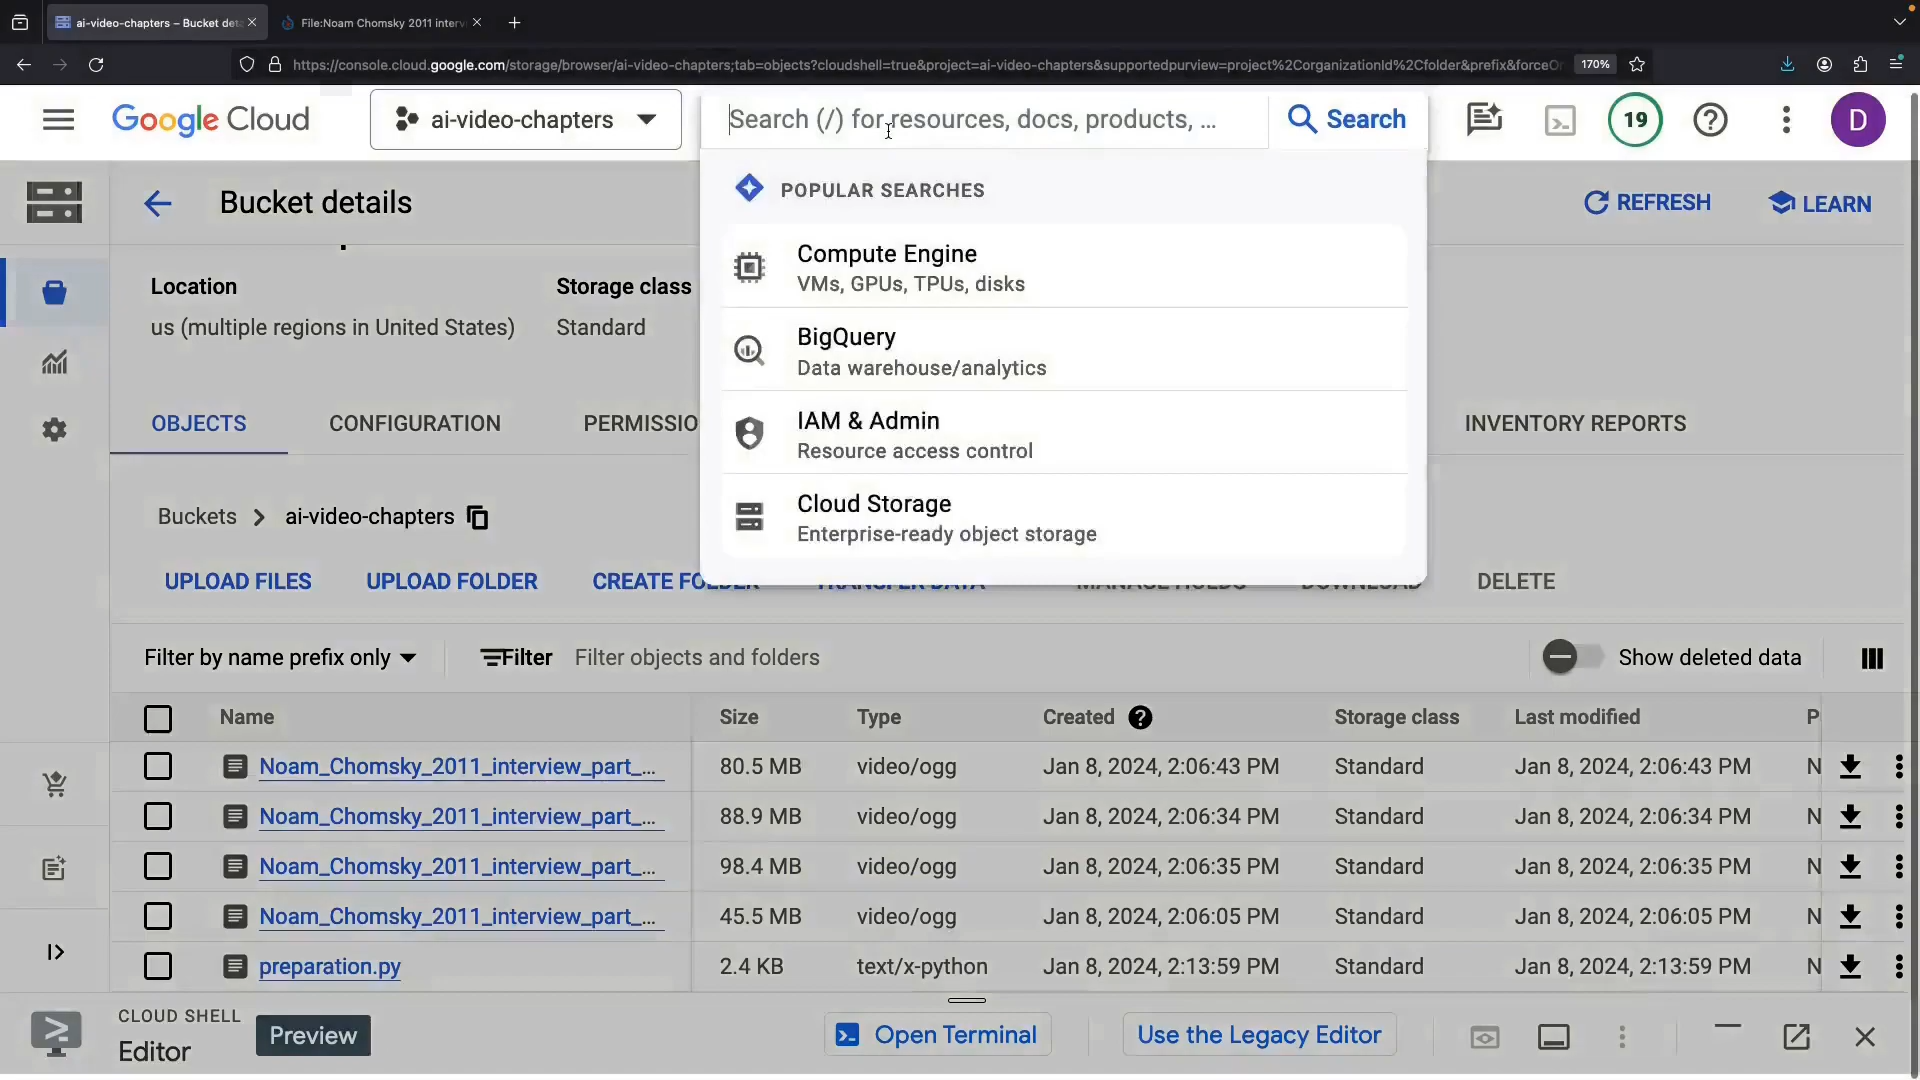 ai-video-chapters – Bucket deta
File:Noam Chomsky 2011 interv
https://console.cloud.google.com/storage/browser/ai-video-chapters;tab=objects?cloudshell=true&project=ai-video-chapters&supportedpurview=project%2CorganizationId%2Cfolder&prefix&forceOn
170%
Google Cloud
ai-video-chapters
Search (/) for resources, docs, products, ...
Search
19
D
Bucket details
POPULAR SEARCHES
REFRESH
LEARN
Compute Engine
VMs, GPUs, TPUs, disks
Location
Storage class
us (multiple regions in United States)
Standard
BigQuery
Data warehouse/analytics
OBJECTS
CONFIGURATION
PERMISSIO
IAM & Admin
Resource access control
INVENTORY REPORTS
Buckets
ai-video-chapters
Cloud Storage
Enterprise-ready object storage
UPLOAD FILES
UPLOAD FOLDER
CREATE FOLDER
TRANSFER DATA
MANAGE HOLDS
DOWNLOAD
DELETE
Filter by name prefix only
Filter
Filter objects and folders
Show deleted data
Name
Size
Type
Created
Storage class
Last modified
P
Noam_Chomsky_2011_interview_part_... 80.5 MB video/ogg Jan 8, 2024, 2:06:43 PM Standard Jan 8, 2024, 2:06:43 PM N
Noam_Chomsky_2011_interview_part_... 88.9 MB video/ogg Jan 8, 2024, 2:06:34 PM Standard Jan 8, 2024, 2:06:34 PM N
Noam_Chomsky_2011_interview_part_... 98.4 MB video/ogg Jan 8, 2024, 2:06:35 PM Standard Jan 8, 2024, 2:06:35 PM N
Noam_Chomsky_2011_interview_part_... 45.5 MB video/ogg Jan 8, 2024, 2:06:05 PM Standard Jan 8, 2024, 2:06:05 PM N
preparation.py 2.4 KB text/x-python Jan 8, 2024, 2:13:59 PM Standard Jan 8, 2024, 2:13:59 PM N
CLOUD SHELL
Editor
Preview
Open Terminal
Use the Legacy Editor